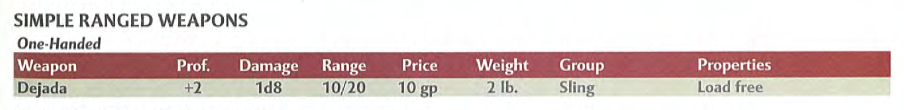 SIMPLE RANGED WEAPONS
One-Handed
Weapon Prof. Damage Range Price Weight Group Properties
Dejada +2 1d8 10/20 10 gp 2 lb. Sling Load free